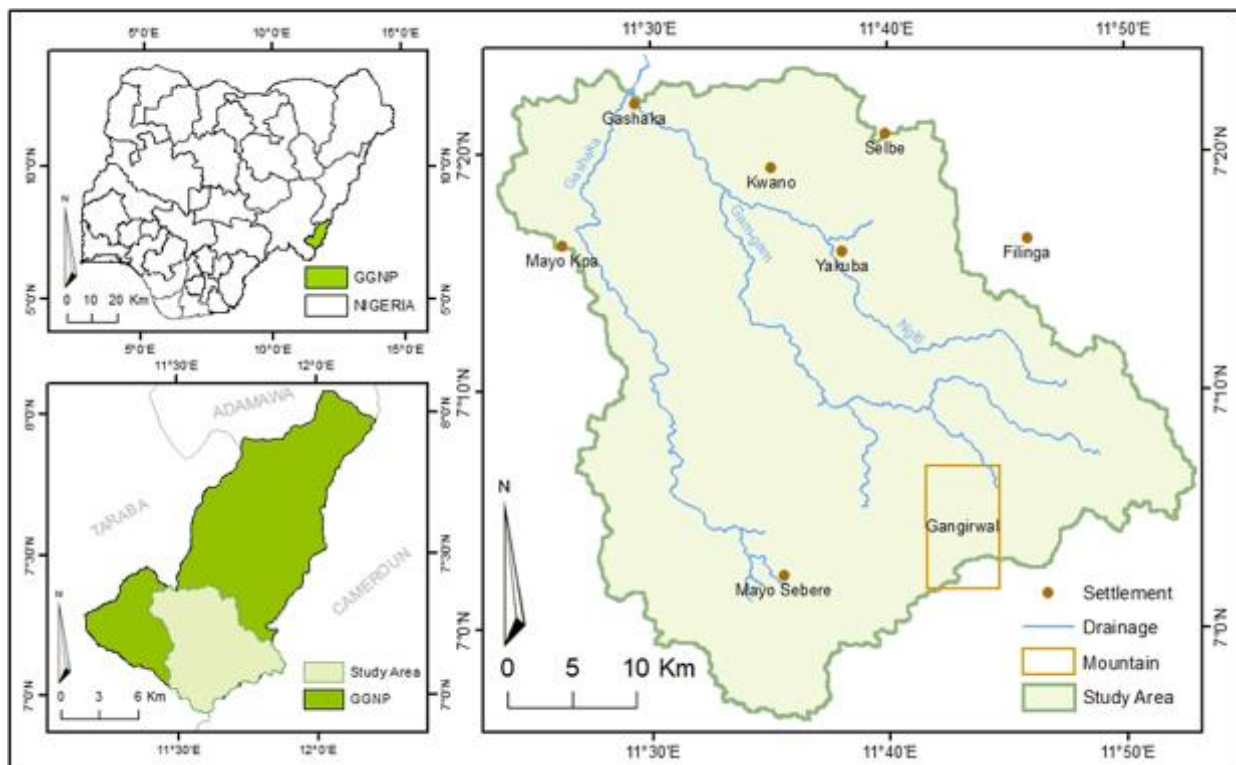 5°0'E 10°0'E 15°0'E
10°0'N
5°0'N
10°0'N
5°0'N
N
0 10 20 Km
GGNP
NIGERIA
5°0'E 10°0'E 15°0'E
11°30'E 12°0'E
8°0'N
7°30'N
7°0'N
8°0'N
7°30'N
7°0'N
ADAMAWA
TARABA
CAMEROUN
N
0 3 6 Km
Study Area
GGNP
11°30'E 12°0'E
11°30'E 11°40'E 11°50'E
7°20'N
7°10'N
7°0'N
7°20'N
7°10'N
7°0'N
Gashaka
Selbe
Gashaka
Kwano
Mayo Kpa
Yakuba
Filinga
Gangirwal
Mayo Sebere
N
0 5 10 Km
Settlement
Drainage
Mountain
Study Area
11°30'E 11°40'E 11°50'E